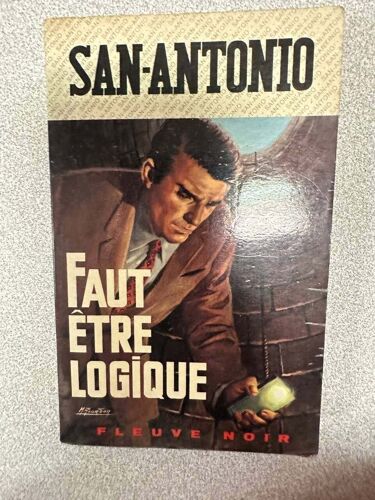 SAN-ANTONIO
FAUT
ÊTRE
LOGIQUE
FLEUVE NOIR